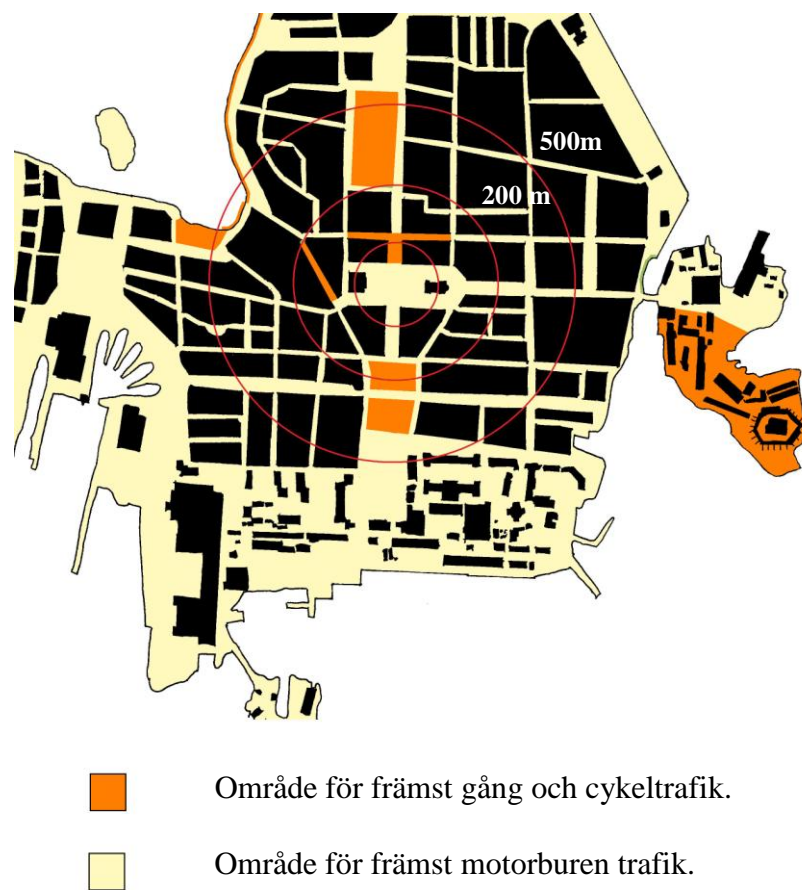 500m
200 m
Område för främst gång och cykeltrafik.
Område för främst motorburen trafik.